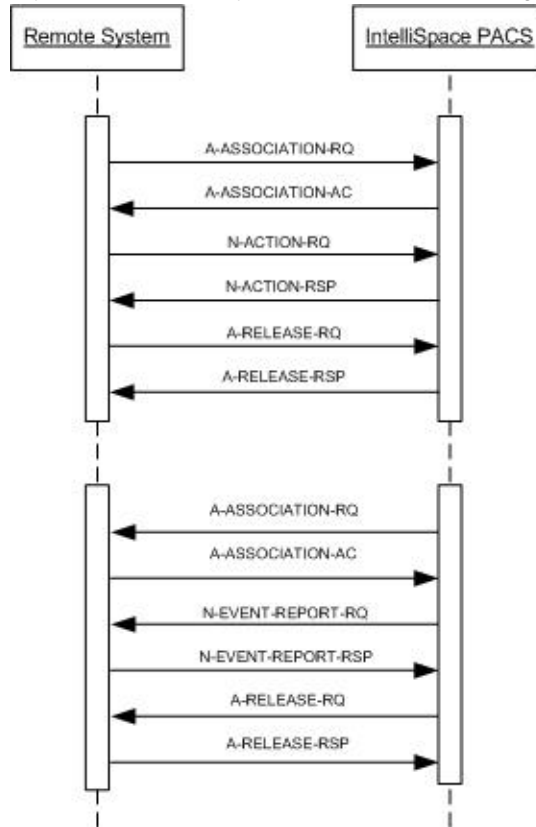 Remote System
IntelliSpace PACS
A-ASSOCIATION-RQ
A-ASSOCIATION-AC
N-ACTION-RQ
N-ACTION-RSP
A-RELEASE-RQ
A-RELEASE-RSP
A-ASSOCIATION-RQ
A-ASSOCIATION-AC
N-EVENT-REPORT-RQ
N-EVENT-REPORT-RSP
A-RELEASE-RQ
A-RELEASE-RSP